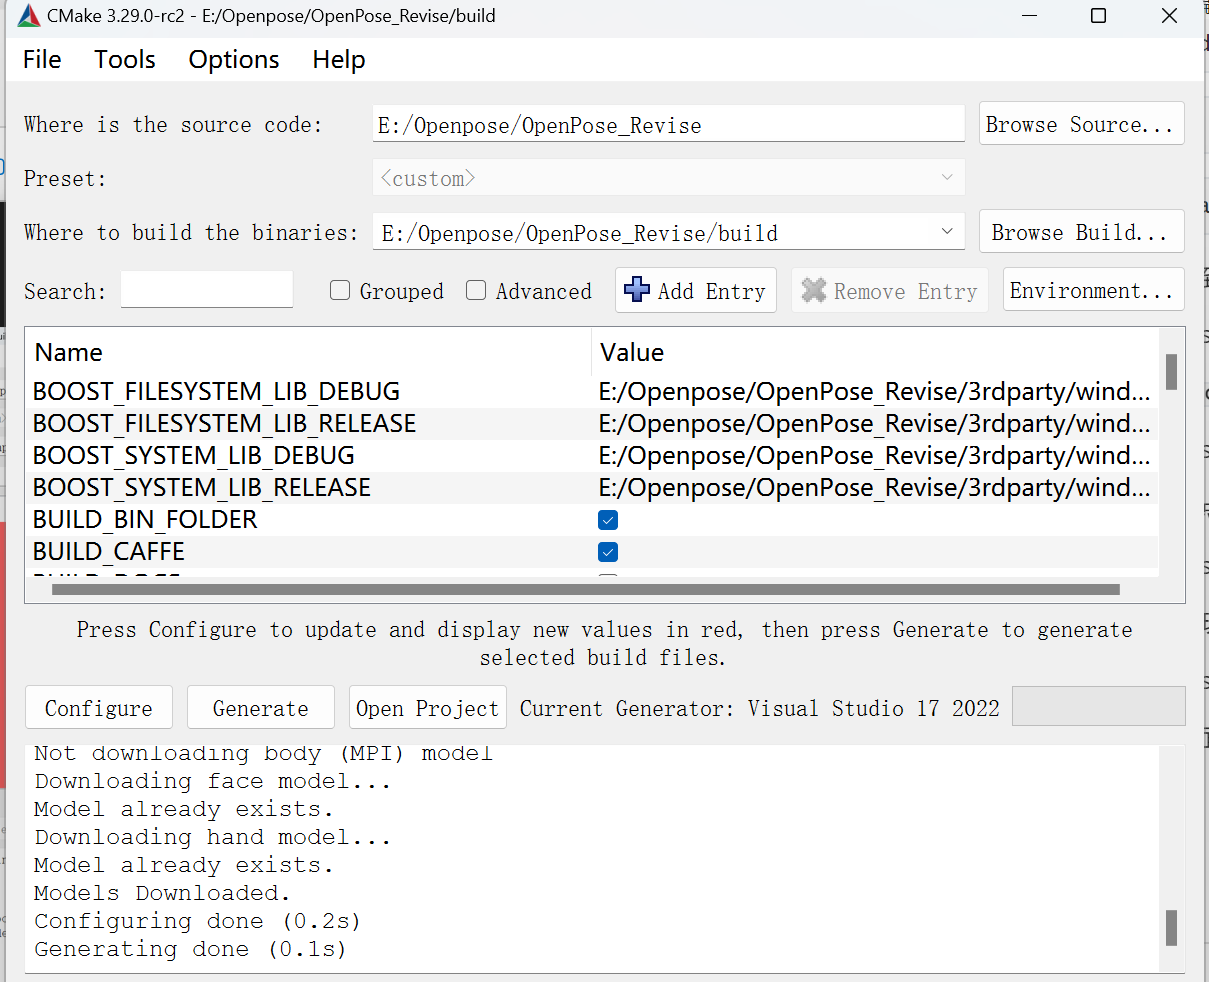 CMake 3.29.0-rc2 - E:/Openpose/OpenPose_Revise/build
File Tools Options Help
Where is the source code: E:/Openpose/OpenPose_Revise Browse Source...
Preset: <custom>
Where to build the binaries: E:/Openpose/OpenPose_Revise/build Browse Build...
Search: Grouped Advanced Add Entry Remove Entry Environment...
Name Value
BOOST_FILESYSTEM_LIB_DEBUG E:/Openpose/OpenPose_Revise/3rdparty/wind...
BOOST_FILESYSTEM_LIB_RELEASE E:/Openpose/OpenPose_Revise/3rdparty/wind...
BOOST_SYSTEM_LIB_DEBUG E:/Openpose/OpenPose_Revise/3rdparty/wind...
BOOST_SYSTEM_LIB_RELEASE E:/Openpose/OpenPose_Revise/3rdparty/wind...
BUILD_BIN_FOLDER
BUILD_CAFFE
Press Configure to update and display new values in red, then press Generate to generate
selected build files.
Configure Generate Open Project Current Generator: Visual Studio 17 2022
Not downloading body (MPI) model
Downloading face model...
Model already exists.
Downloading hand model...
Model already exists.
Models Downloaded.
Configuring done (0.2s)
Generating done (0.1s)